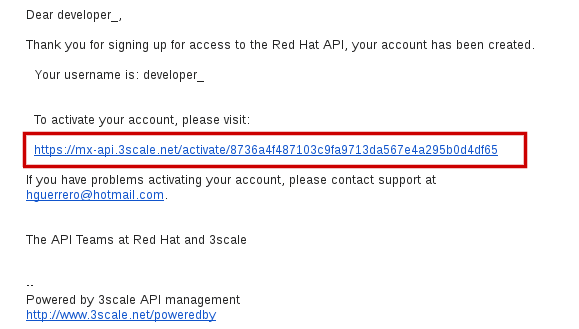 Dear developer_,
Thank you for signing up for access to the Red Hat API, your account has been created.
Your username is: developer_
To activate your account, please visit:
https://mx-api.3scale.net/activate/8736a4f487103c9fa9713da567e4a295b0d4df65
If you have problems activating your account, please contact support at
hguerrero@hotmail.com.
The API Teams at Red Hat and 3scale
--
Powered by 3scale API management
http://www.3scale.net/poweredby